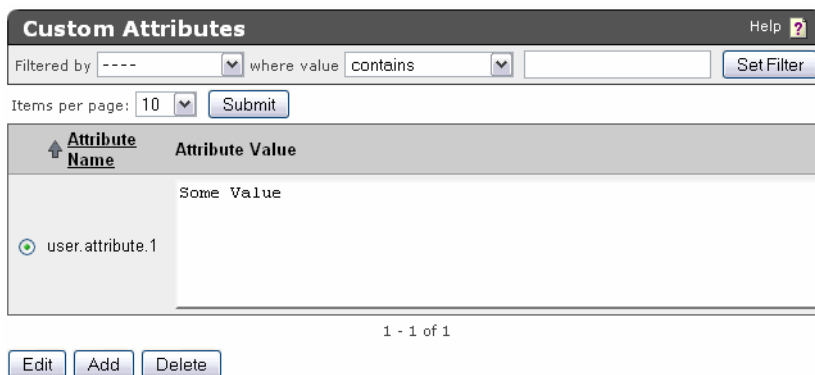 Custom Attributes Help ?
Filtered by ---- where value contains Set Filter
Items per page: 10 Submit
Attribute Name Attribute Value
user.attribute.1 Some Value
1 - 1 of 1
Edit Add Delete